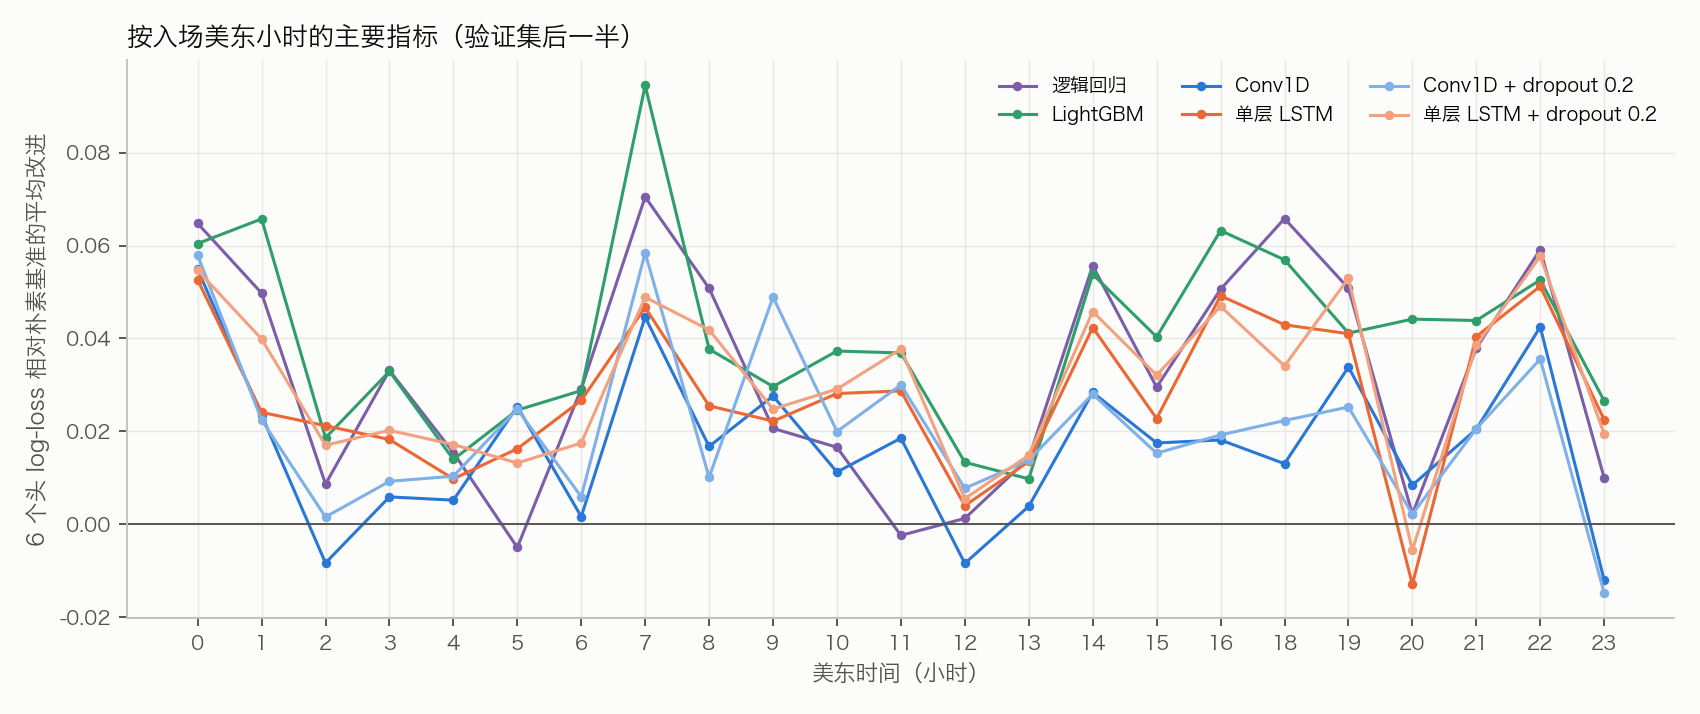 按入场美东小时的主要指标（验证集后一半）
逻辑回归
LightGBM
Conv1D
单层 LSTM
Conv1D + dropout 0.2
单层 LSTM + dropout 0.2
6 个头 log-loss 相对朴素基准的平均改进
0.08
0.06
0.04
0.02
0.00
-0.02
0 1 2 3 4 5 6 7 8 9 10 11 12 13 14 15 16 18 19 20 21 22 23
美东时间（小时）